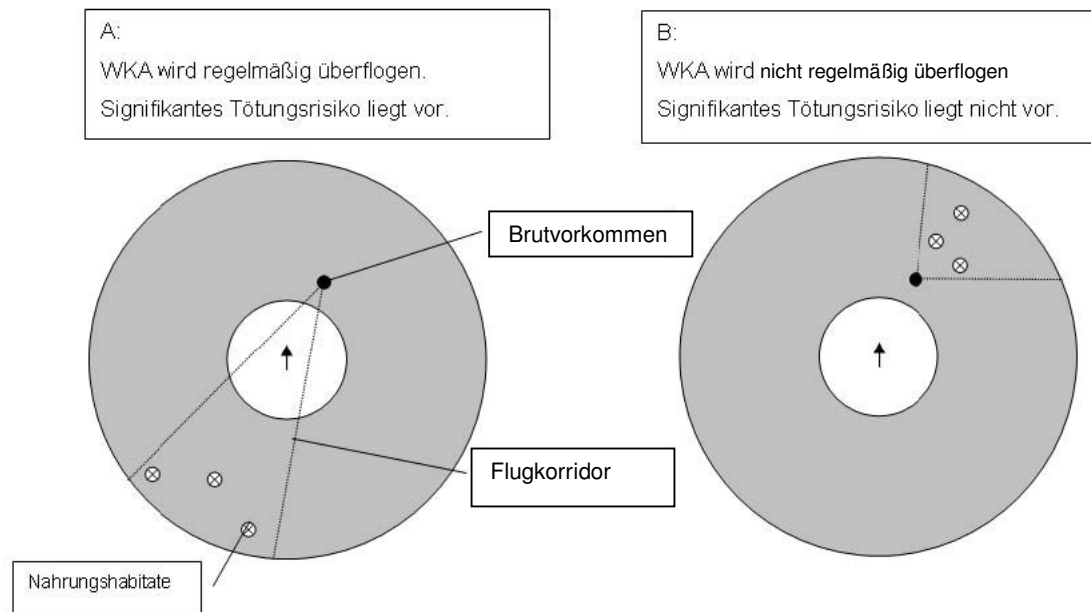 A:
WKA wird regelmäßig überflogen.
Signifikantes Tötungsrisiko liegt vor.
B:
WKA wird nicht regelmäßig überflogen
Signifikantes Tötungsrisiko liegt nicht vor.
Brutvorkommen
Flugkorridor
Nahrungshabitate